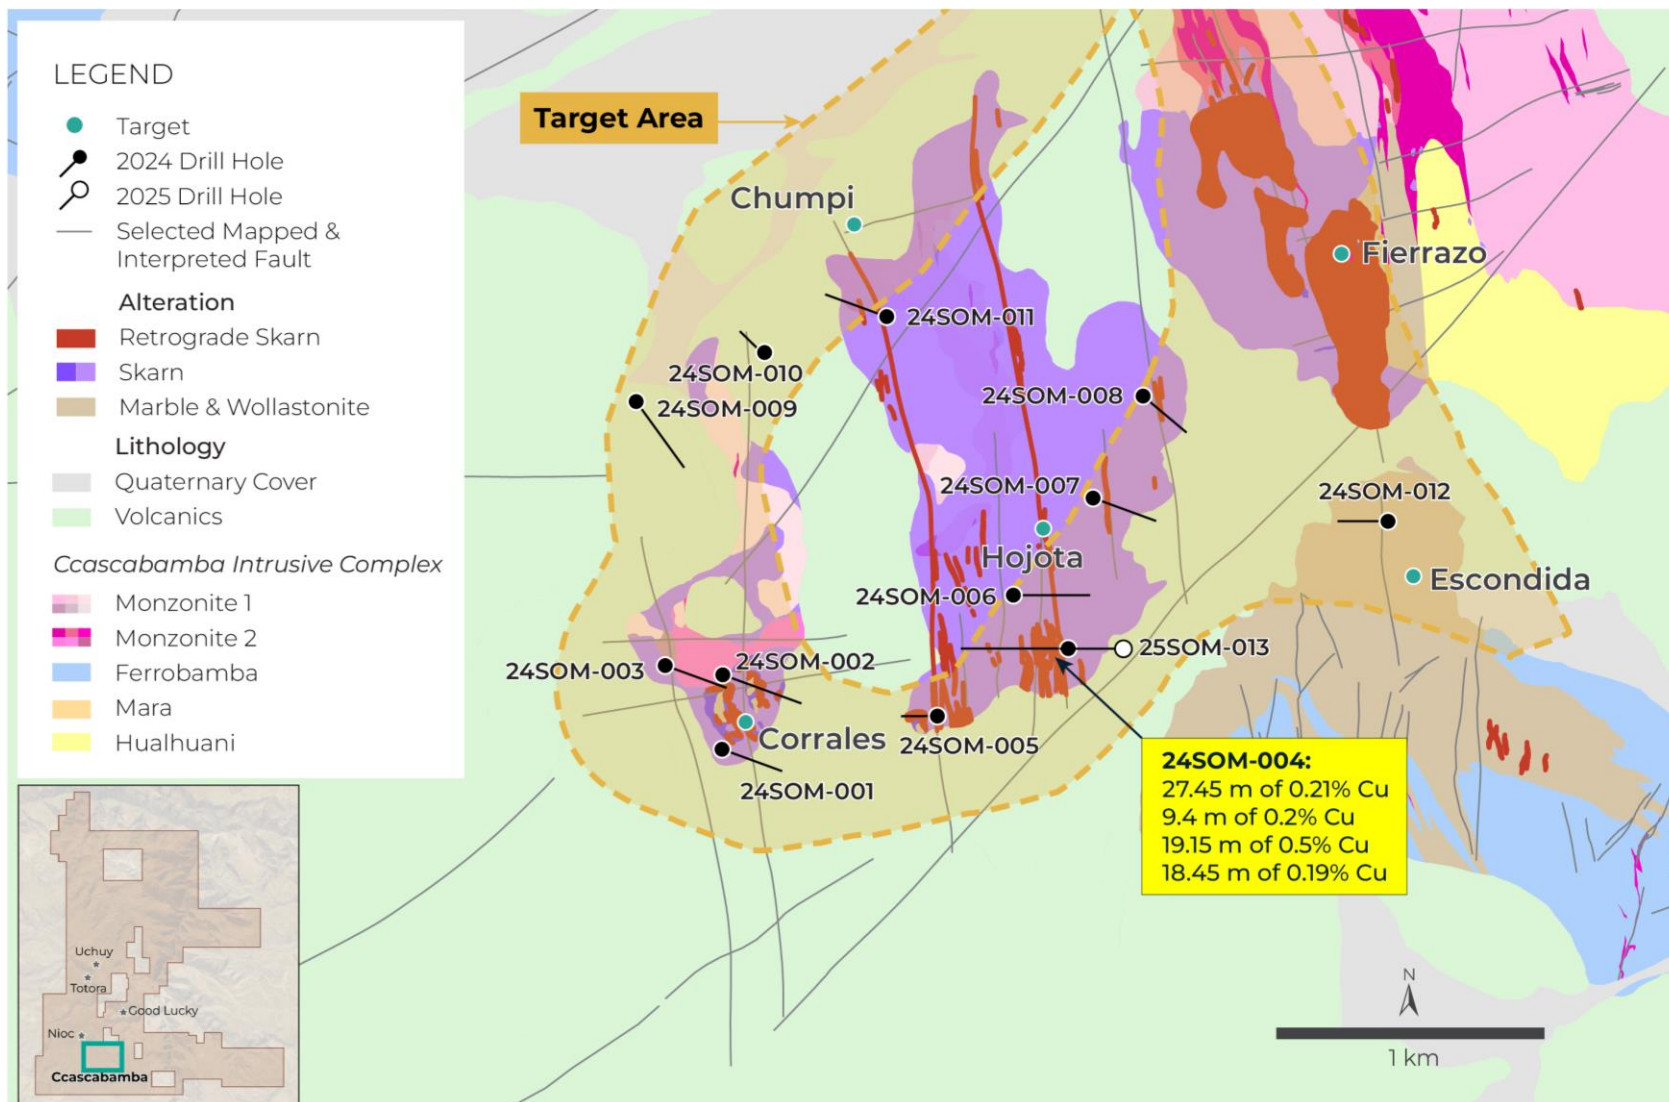 LEGEND
Target
2024 Drill Hole
2025 Drill Hole
Selected Mapped &
Interpreted Fault
Alteration
Retrograde Skarn
Skarn
Marble & Wollastonite
Lithology
Quaternary Cover
Volcanics
Ccascabamba Intrusive Complex
Monzonite 1
Monzonite 2
Ferrobamba
Mara
Hualhuani
Target Area
Chumpi
Fierrazo
24SOM-011
24SOM-010
24SOM-009
24SOM-008
24SOM-007
24SOM-012
Hojota
Escondida
24SOM-006
25SOM-013
24SOM-003
24SOM-002
Corrales
24SOM-005
24SOM-001
24SOM-004:
27.45 m of 0.21% Cu
9.4 m of 0.2% Cu
19.15 m of 0.5% Cu
18.45 m of 0.19% Cu
Uchuy
Totora
Good Lucky
Nioc
Ccascabamba
N
1 km